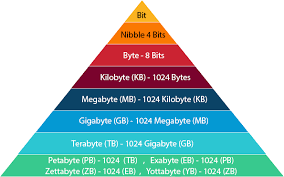 Bit
Nibble 4 Bits
Byte - 8 Bits
Kilobyte (KB) - 1024 Bytes
Megabyte (MB) - 1024 Kilobyte (KB)
Gigabyte (GB) - 1024 Megabyte (MB)
Terabyte (TB) - 1024 Gigabyte (GB)
Petabyte (PB) - 1024 (TB) , Exabyte (EB) - 1024 (PB)
Zettabyte (ZB) - 1024 (EB) , Yottabyte (YB) - 1024 (ZB)